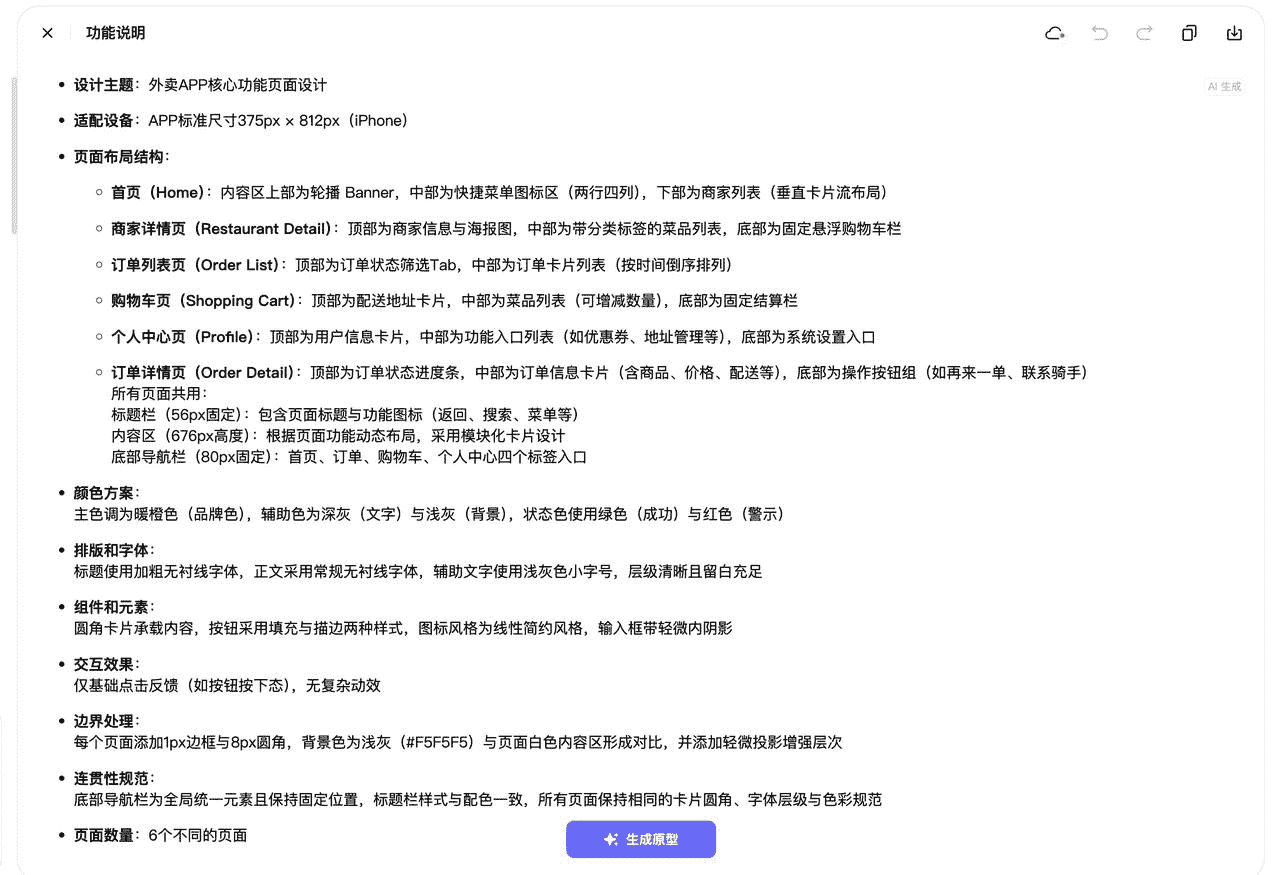 功能说明
AI 生成
设计主题：外卖APP核心功能页面设计
适配设备：APP标准尺寸375px × 812px（iPhone）
页面布局结构：
首页（Home）：内容区上部为轮播 Banner，中部为快捷菜单图标区（两行四列），下部为商家列表（垂直卡片流布局）
商家详情页（Restaurant Detail）：顶部为商家信息与海报图，中部为带分类标签的菜品列表，底部为固定悬浮购物车栏
订单列表页（Order List）：顶部为订单状态筛选Tab，中部为订单卡片列表（按时间倒序排列）
购物车页（Shopping Cart）：顶部为配送地址卡片，中部为菜品列表（可增减数量），底部为固定结算栏
个人中心页（Profile）：顶部为用户信息卡片，中部为功能入口列表（如优惠券、地址管理等），底部为系统设置入口
订单详情页（Order Detail）：顶部为订单状态进度条，中部为订单信息卡片（含商品、价格、配送等），底部为操作按钮组（如再来一单、联系骑手）
所有页面共用：
标题栏（56px固定）：包含页面标题与功能图标（返回、搜索、菜单等）
内容区（676px高度）：根据页面功能动态布局，采用模块化卡片设计
底部导航栏（80px固定）：首页、订单、购物车、个人中心四个标签入口
颜色方案：
主色调为暖橙色（品牌色），辅助色为深灰（文字）与浅灰（背景），状态色使用绿色（成功）与红色（警示）
排版和字体：
标题使用加粗无衬线字体，正文采用常规无衬线字体，辅助文字使用浅灰色小字号，层级清晰且留白充足
组件和元素：
圆角卡片承载内容，按钮采用填充与描边两种样式，图标风格为线性简约风格，输入框带轻微内阴影
交互效果：
仅基础点击反馈（如按钮按下态），无复杂动效
边界处理：
每个页面添加1px边框与8px圆角，背景色为浅灰（#F5F5F5）与页面白色内容区形成对比，并添加轻微投影增强层次
连贯性规范：
底部导航栏为全局统一元素且保持固定位置，标题栏样式与配色一致，所有页面保持相同的卡片圆角、字体层级与色彩规范
页面数量：6个不同的页面
生成原型